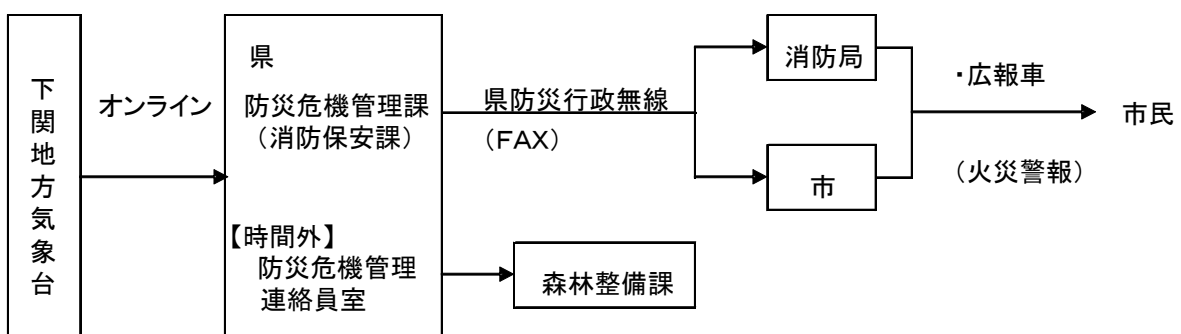 下関地方気象台
オンライン
県
防災危機管理課
（消防保安課）
【時間外】
防災危機管理
連絡員室
県防災行政無線
（FAX）
消防局
市
森林整備課
・広報車
（火災警報）
市民